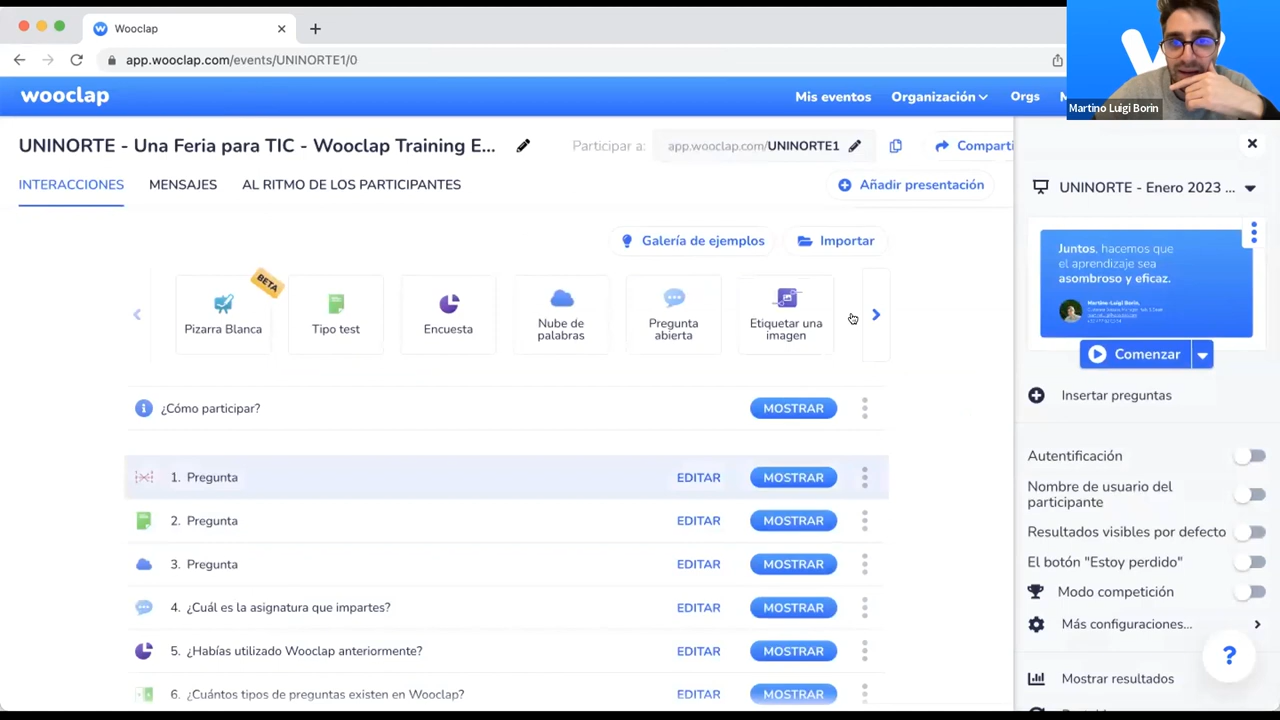 Wooclap
app.wooclap.com/events/UNINORTE1/0
Martino Luigi Borin
wooclap
Mis eventos
Organización
Orgs
UNINORTE - Una Feria para TIC - Wooclap Training E...
Participar a:
app.wooclap.com/UNINORTE1
Comparti
INTERACCIONES
MENSAJES
AL RITMO DE LOS PARTICIPANTES
Añadir presentación
UNINORTE - Enero 2023 ...
Galería de ejemplos
Importar
Juntos, hacemos que
el aprendizaje sea
asombroso y eficaz.
Martino-Luigi Borin,
BETA
Pizarra Blanca
Tipo test
Encuesta
Nube de
palabras
Pregunta
abierta
Etiquetar una
imagen
Comenzar
Insertar preguntas
¿Cómo participar?
MOSTRAR
1. Pregunta
EDITAR
MOSTRAR
2. Pregunta
EDITAR
MOSTRAR
3. Pregunta
EDITAR
MOSTRAR
4. ¿Cuál es la asignatura que impartes?
EDITAR
MOSTRAR
5. ¿Habías utilizado Wooclap anteriormente?
EDITAR
MOSTRAR
6. ¿Cuántos tipos de preguntas existen en Wooclap?
EDITAR
MOSTRAR
Autentificación
Nombre de usuario del
participante
Resultados visibles por defecto
El botón "Estoy perdido"
Modo competición
Más configuraciones...
?
Mostrar resultados